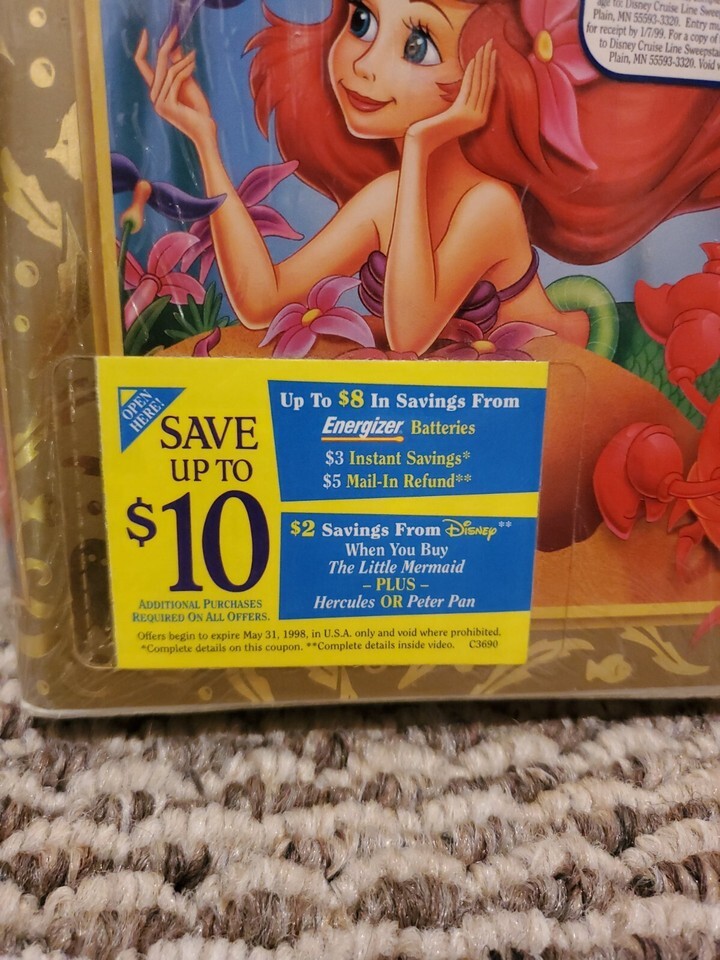 to: Disney Cruise Line
Plain, MN 55593-3320. Entry
for receipt by 1/7/99. For a copy of
to Disney Cruise Line
Plain, MN 55593-3320. Void
OPEN
HERE!
SAVE
UP TO
$10
ADDITIONAL PURCHASES
REQUIRED ON ALL OFFERS.
Up To $8 In Savings From
Energizer Batteries
$3 Instant Savings*
$5 Mail-In Refund**
$2 Savings From Disney**
When You Buy
The Little Mermaid
– PLUS –
Hercules OR Peter Pan
Offers begin to expire May 31, 1998, in U.S.A. only and void where prohibited.
*Complete details on this coupon. **Complete details inside video. C3690